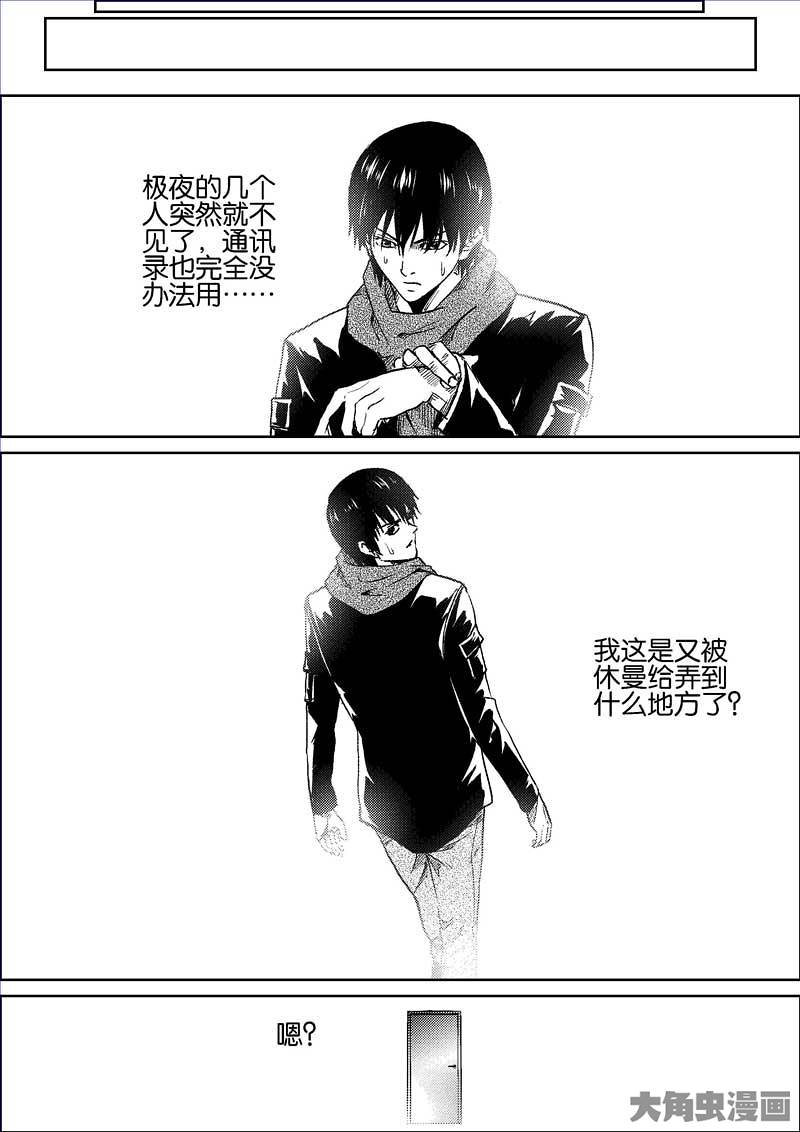 极夜的几个
人突然就不
见了，通讯
录也完全没
办法用……
我这是又被
休曼给弄到
什么地方了？
嗯？
大角虫漫画